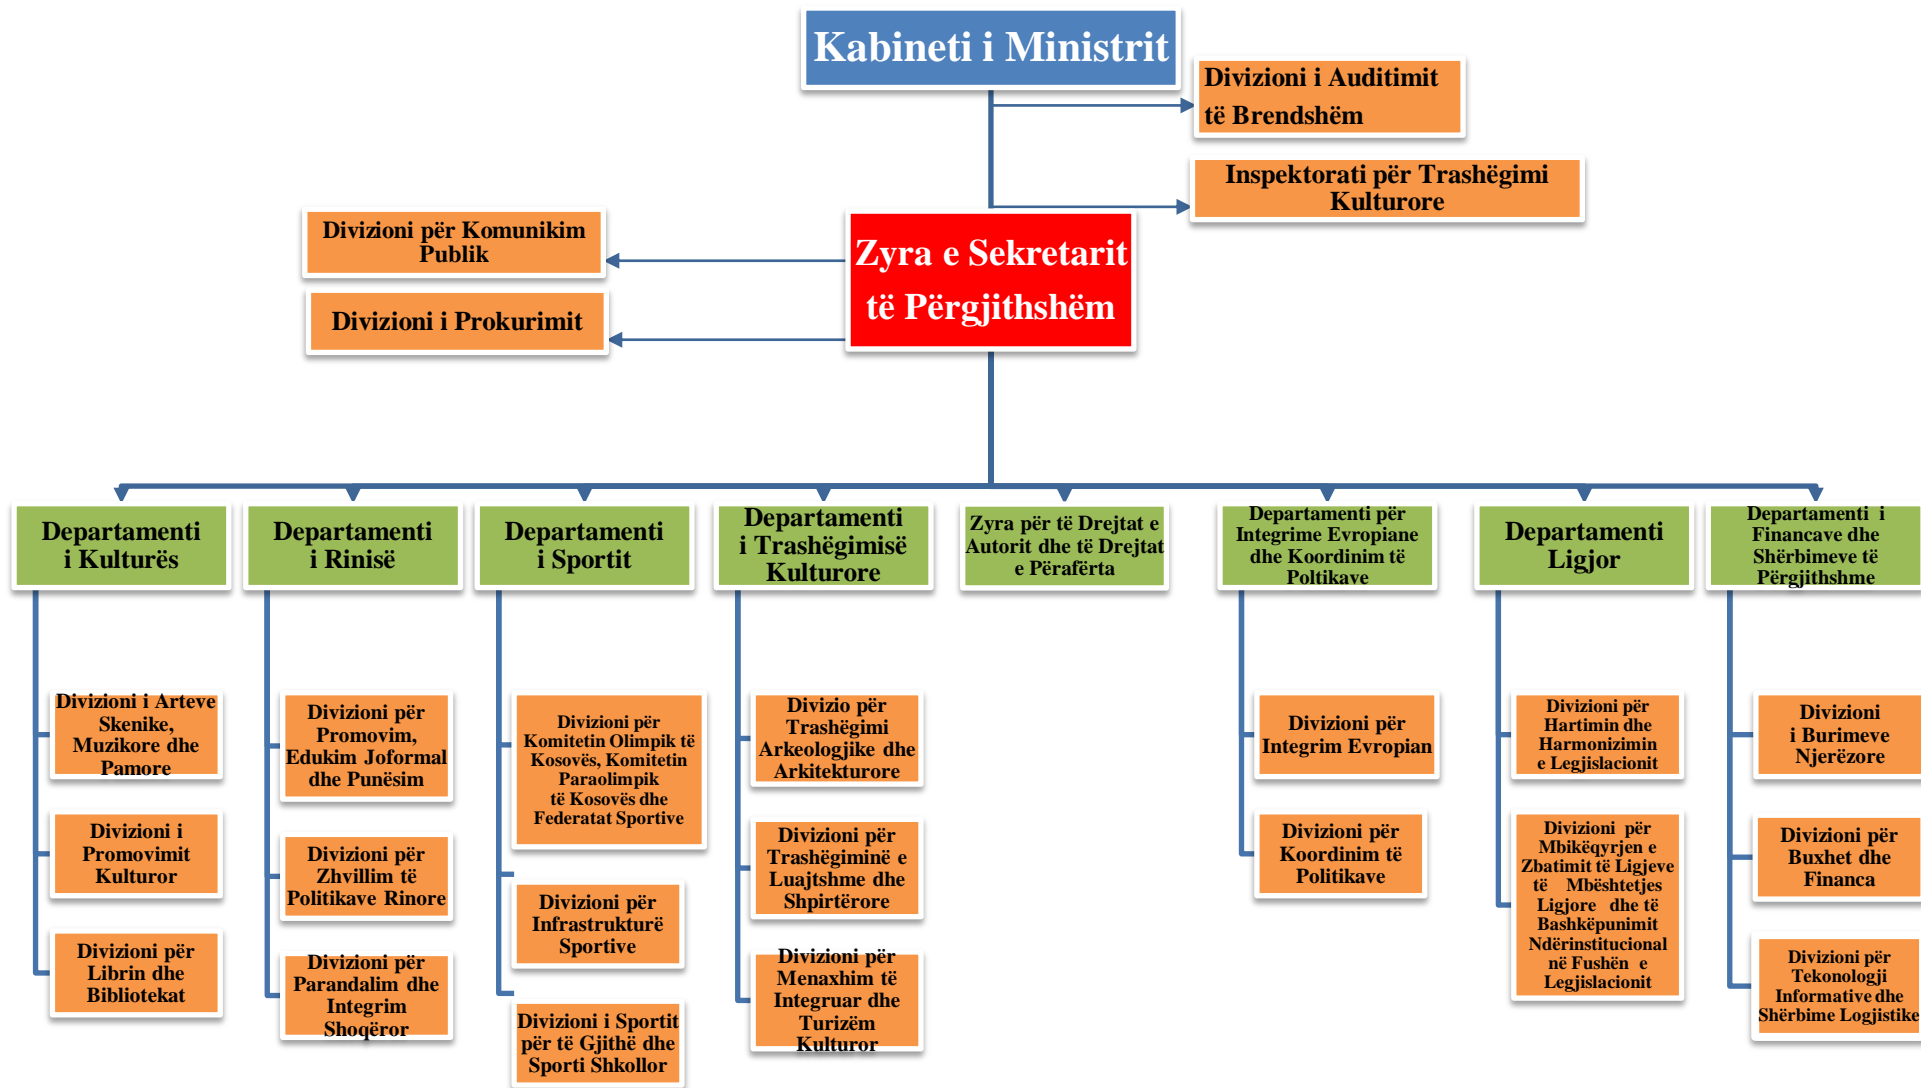 Kabineti i Ministrit
Divizioni i Auditimit
të Brendshëm
Inspektorati për Trashëgimi
Kulturore
Divizioni për Komunikim
Publik
Zyra e Sekretarit
të Përgjithshëm
Divizioni i Prokurimit
Departamenti
i Kulturës
Departamenti
i Rinisë
Departamenti
i Sportit
Departamenti
i Trashëgimisë
Kulturore
Zyra për të Drejtat e
Autorit dhe të Drejtat
e Përafërta
Departamenti për
Integrime Evropiane
dhe Koordinim të
Poltikave
Departamenti
Ligjor
Departamenti i
Financave dhe
Shërbimeve të
Përgjithshme
Divizioni i Arteve
Skenike,
Muzikore dhe
Pamore
Divizioni i
Promovimit
Kulturor
Divizioni për
Librin dhe
Bibliotekat
Divizioni për
Promovim,
Edukim Joformal
dhe Punësim
Divizioni për
Zhvillim të
Politikave Rinore
Divizioni për
Parandalim dhe
Integrim
Shoqëror
Divizioni për
Komitetin Olimpik të
Kosovës, Komitetin
Paraolimpik
të Kosovës dhe
Federatat Sportive
Divizioni për
Infrastrukturë
Sportive
Divizioni i Sportit
për të Gjithë dhe
Sporti Shkollor
Divizio për
Trashëgimi
Arkeologjike dhe
Arkitekturore
Divizioni për
Trashëgiminë e
Luajtshme dhe
Shpirtërore
Divizioni për
Menaxhim të
Integruar dhe
Turizëm
Kulturor
Divizioni për
Integrim Evropian
Divizioni për
Koordinim të
Politikave
Divizioni për
Hartimin dhe
Harmonizimin
e Legjislacionit
Divizioni për
Mbikëqyrjen e
Zbatimit të Ligjeve
të Mbështetjes
Ligjore dhe të
Bashkëpunimit
Ndërinstitucional
në Fushën e
Legjislacionit
Divizioni
i Burimeve
Njerëzore
Divizioni për
Buxhet dhe
Financa
Divizioni për
Tekonologji
Informative dhe
Shërbime Logjistike